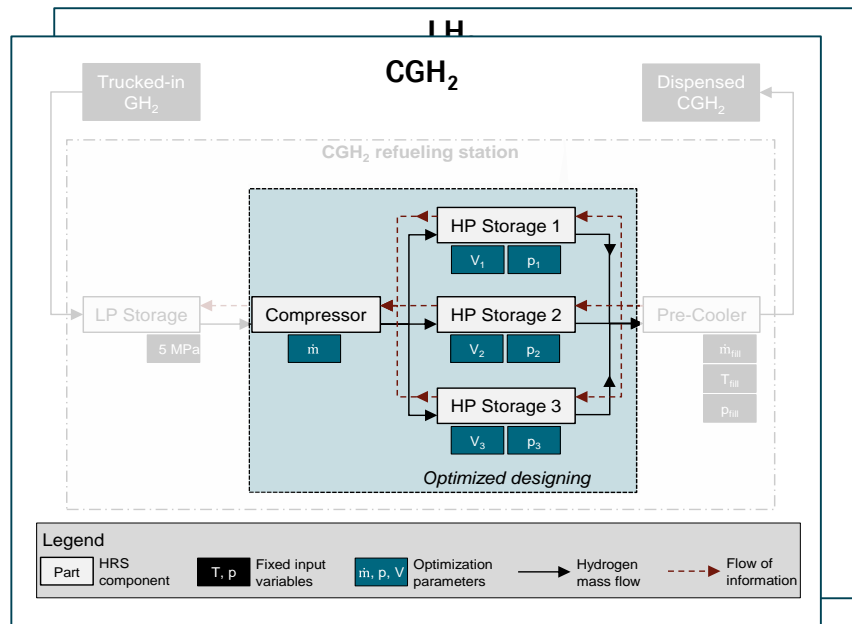 LH₂
CGH₂
Trucked-in
GH₂
Dispensed
CGH₂
CGH₂ refueling station
HP Storage 1
V₁ p₁
LP Storage
5 MPa
Compressor
ṁ
HP Storage 2
V₂ p₂
Pre-Cooler
ṁfill
Tfill
pfill
HP Storage 3
V₃ p₃
Optimized designing
Legend
Part
HRS
component
T, p
Fixed input
variables
ṁ, p, V
Optimization
parameters
Hydrogen
mass flow
Flow of
information